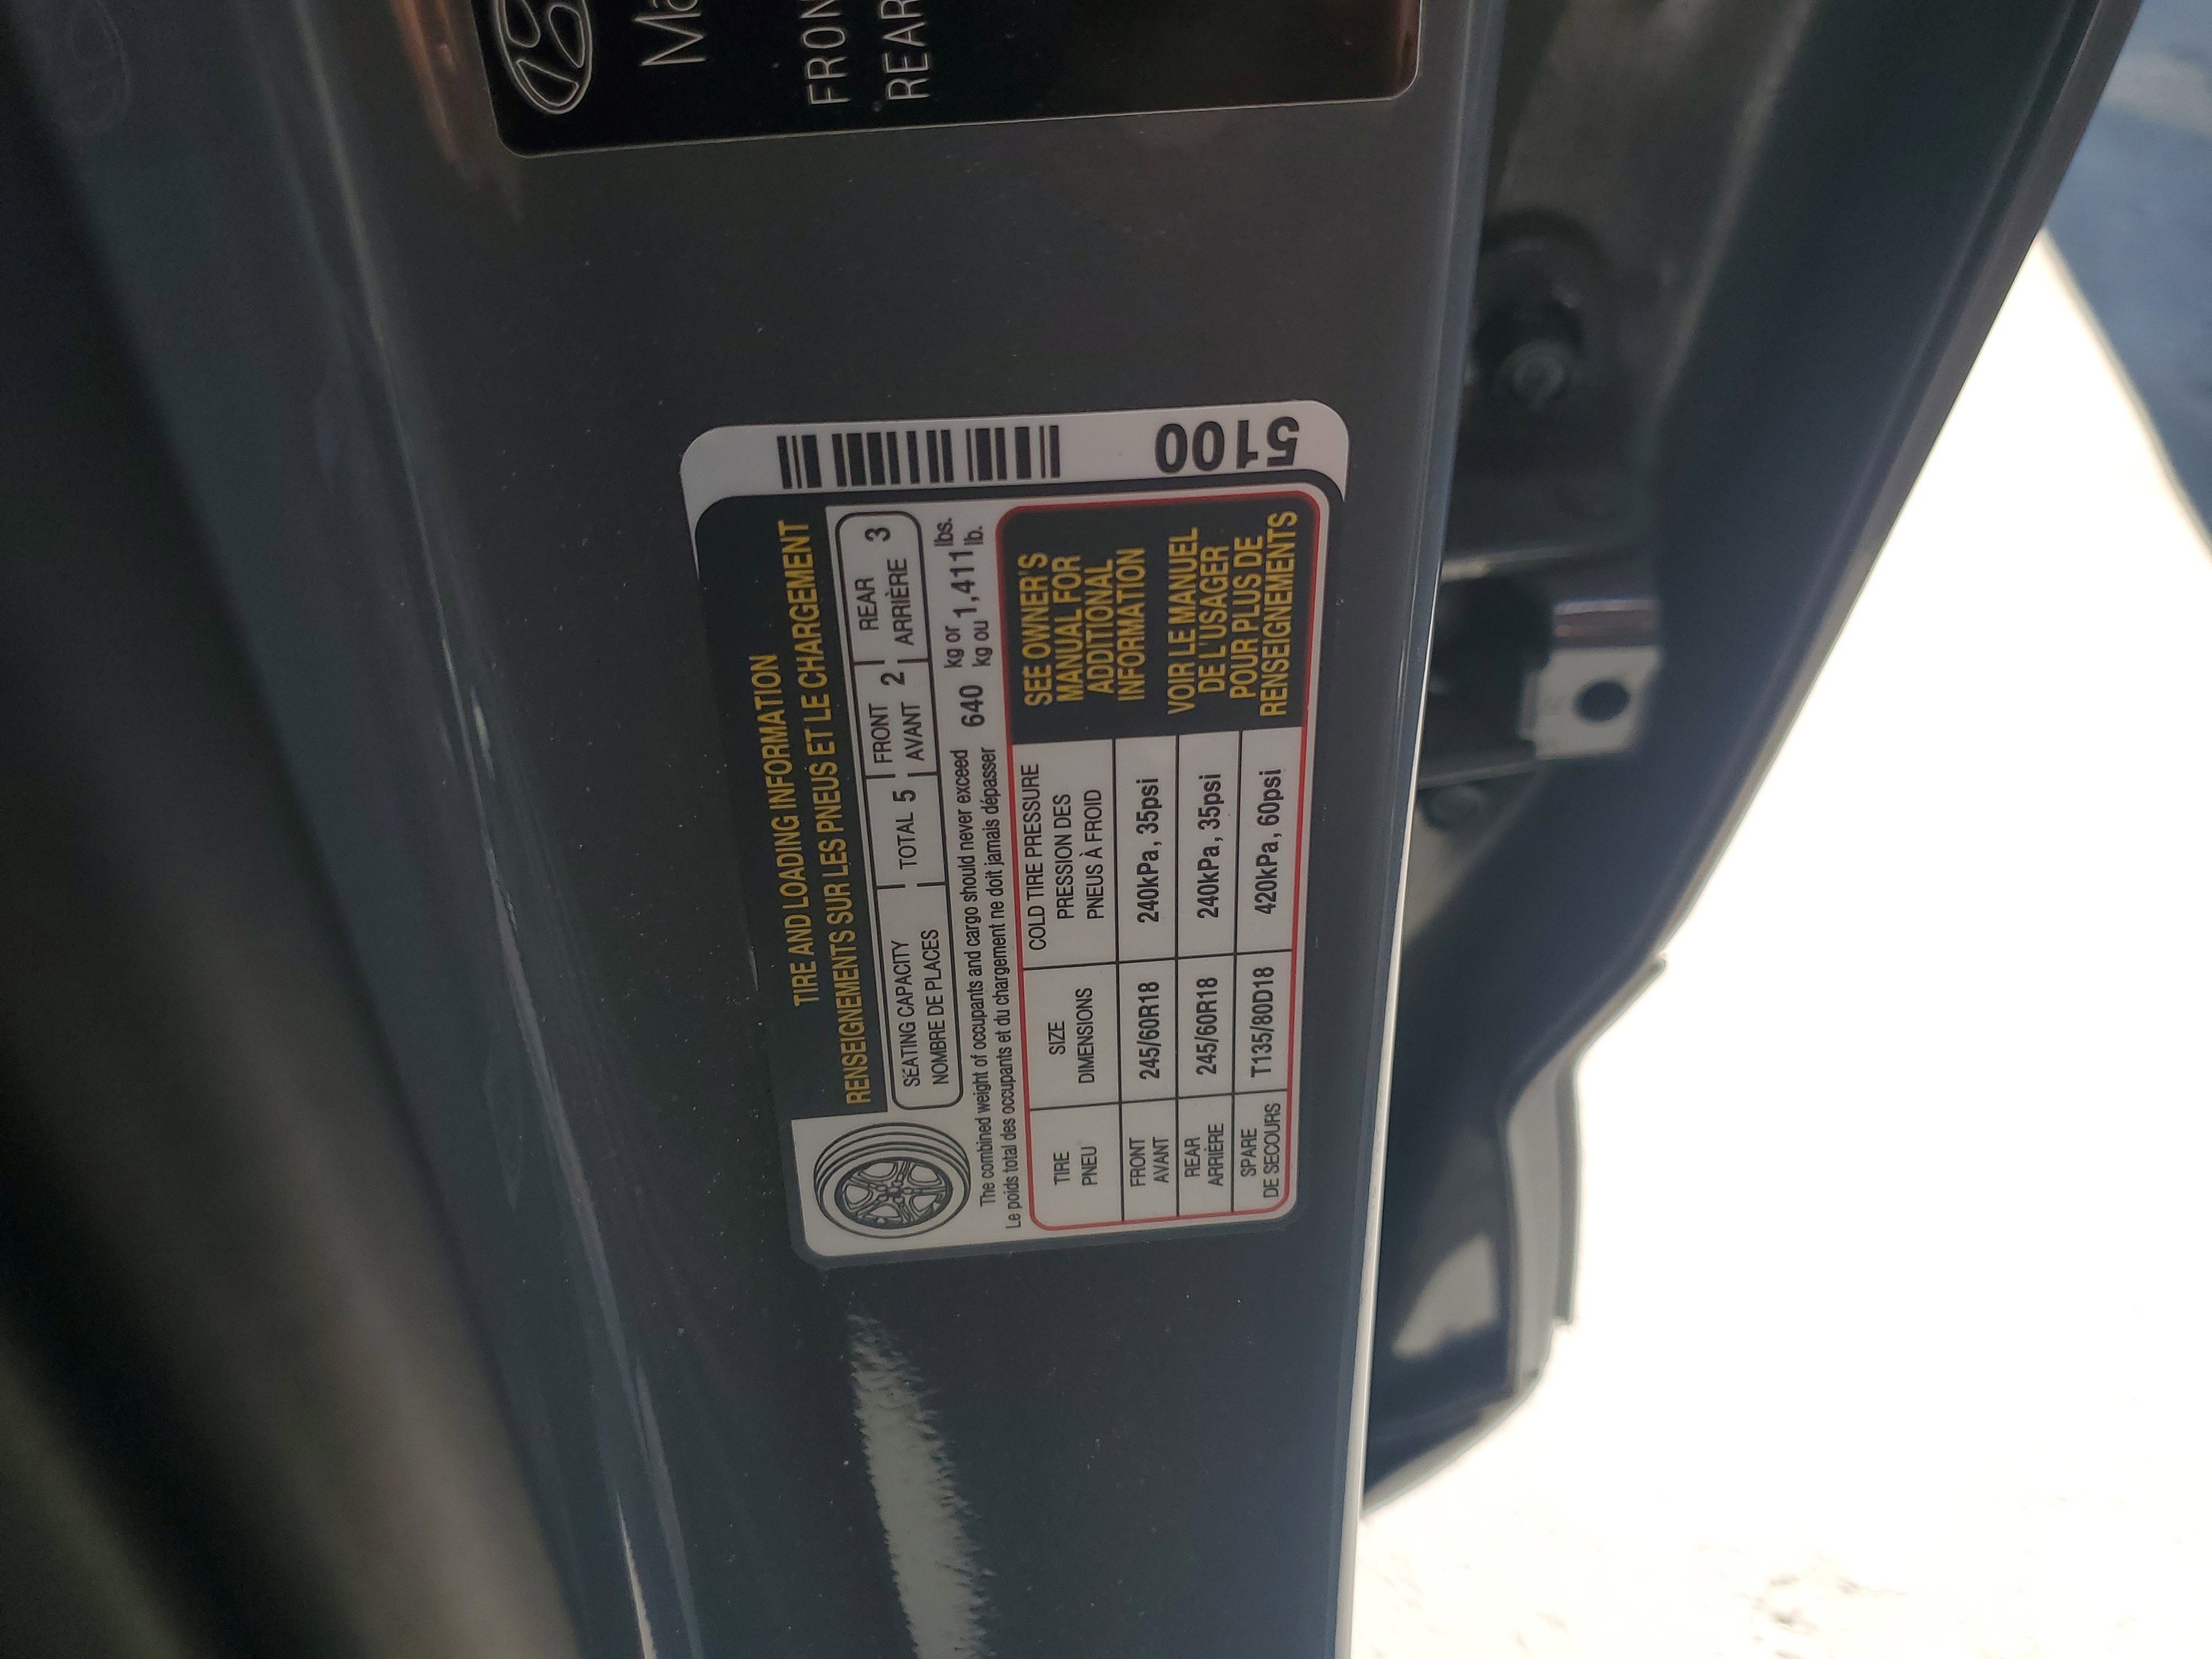 TIRE AND LOADING INFORMATION
RENSEIGNEMENTS SUR LES PNEUS ET LE CHARGEMENT
SEATING CAPACITY
NOMBRE DE PLACES
TOTAL 5
FRONT
AVANT 2
REAR
ARRIÈRE 3
The combined weight of occupants and cargo should never exceed 640 kg or 1,411 lbs.
Le poids total des occupants et du chargement ne doit jamais dépasser kg ou lb.
TIRE
PNEU
SIZE
DIMENSIONS
COLD TIRE PRESSURE
PRESSION DES
PNEUS À FROID
FRONT
AVANT
245/60R18
240kPa, 35psi
REAR
ARRIÈRE
245/60R18
240kPa, 35psi
SPARE
DE SECOURS
T135/80D18
420kPa, 60psi
SEE OWNER'S
MANUAL FOR
ADDITIONAL
INFORMATION
VOIR LE MANUEL
DE L'USAGER
POUR PLUS DE
RENSEIGNEMENTS
5100